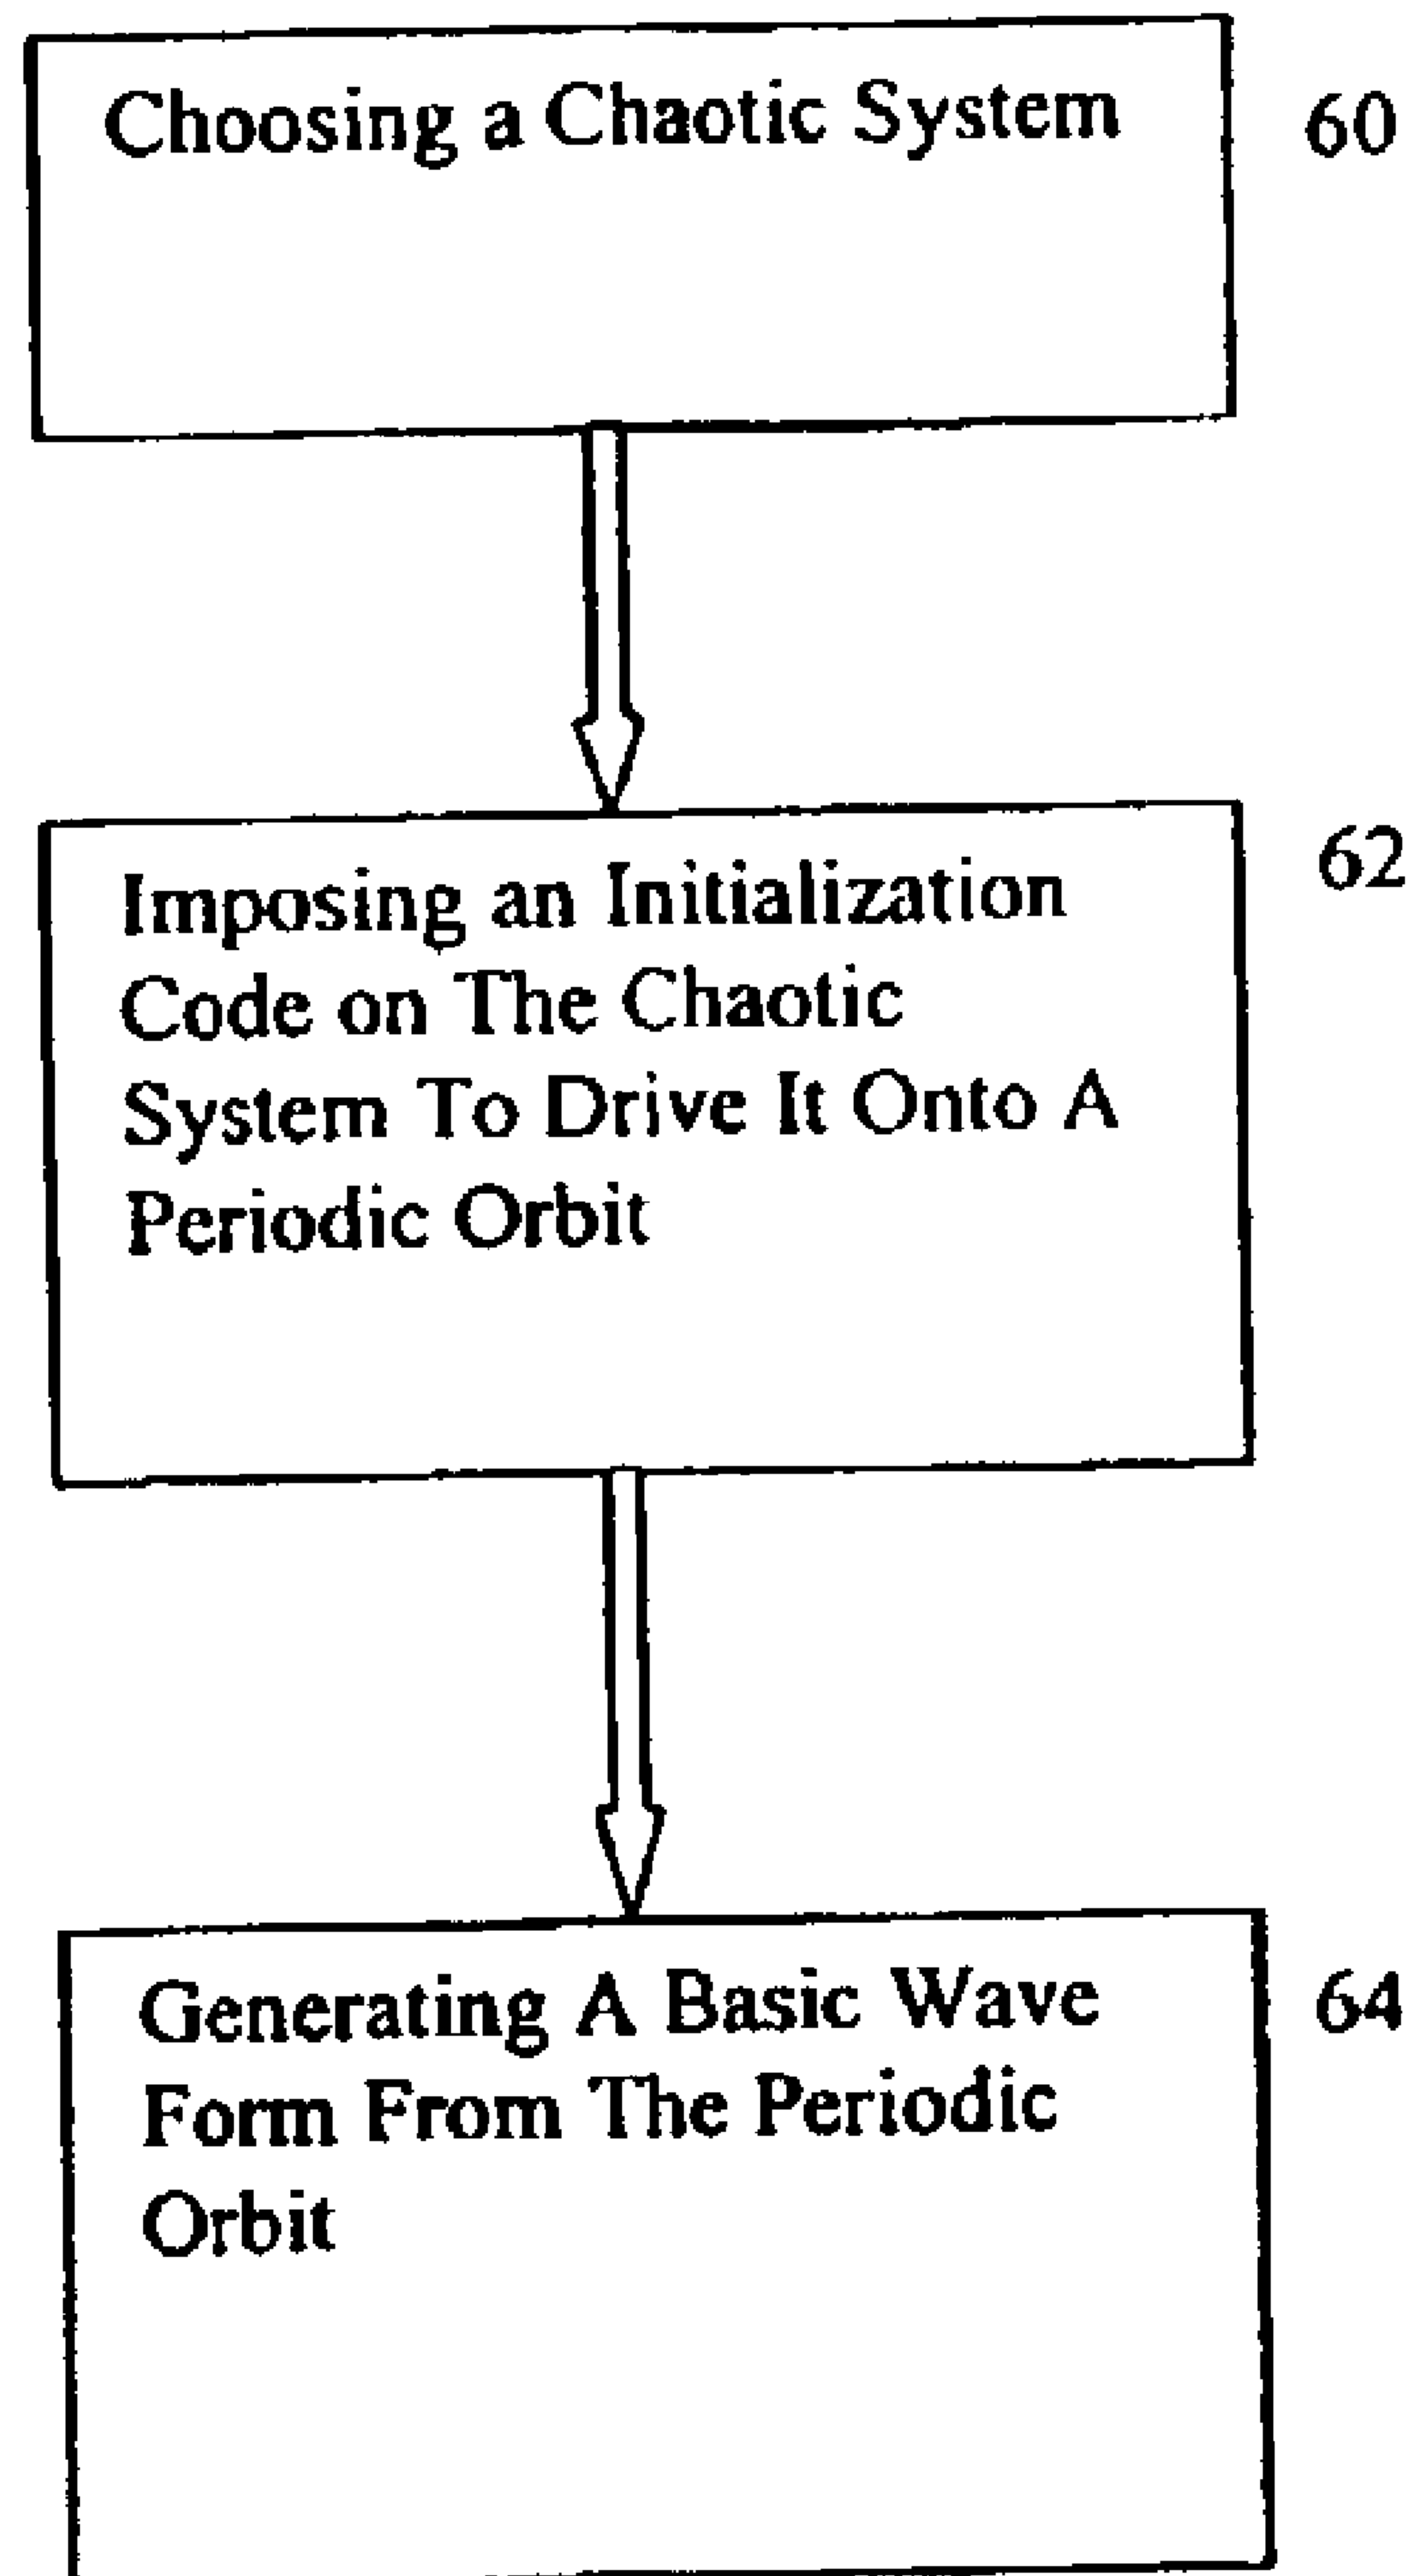 Choosing a Chaotic System
60
Imposing an Initialization
Code on The Chaotic
System To Drive It Onto A
Periodic Orbit
62
Generating A Basic Wave
Form From The Periodic
Orbit
64